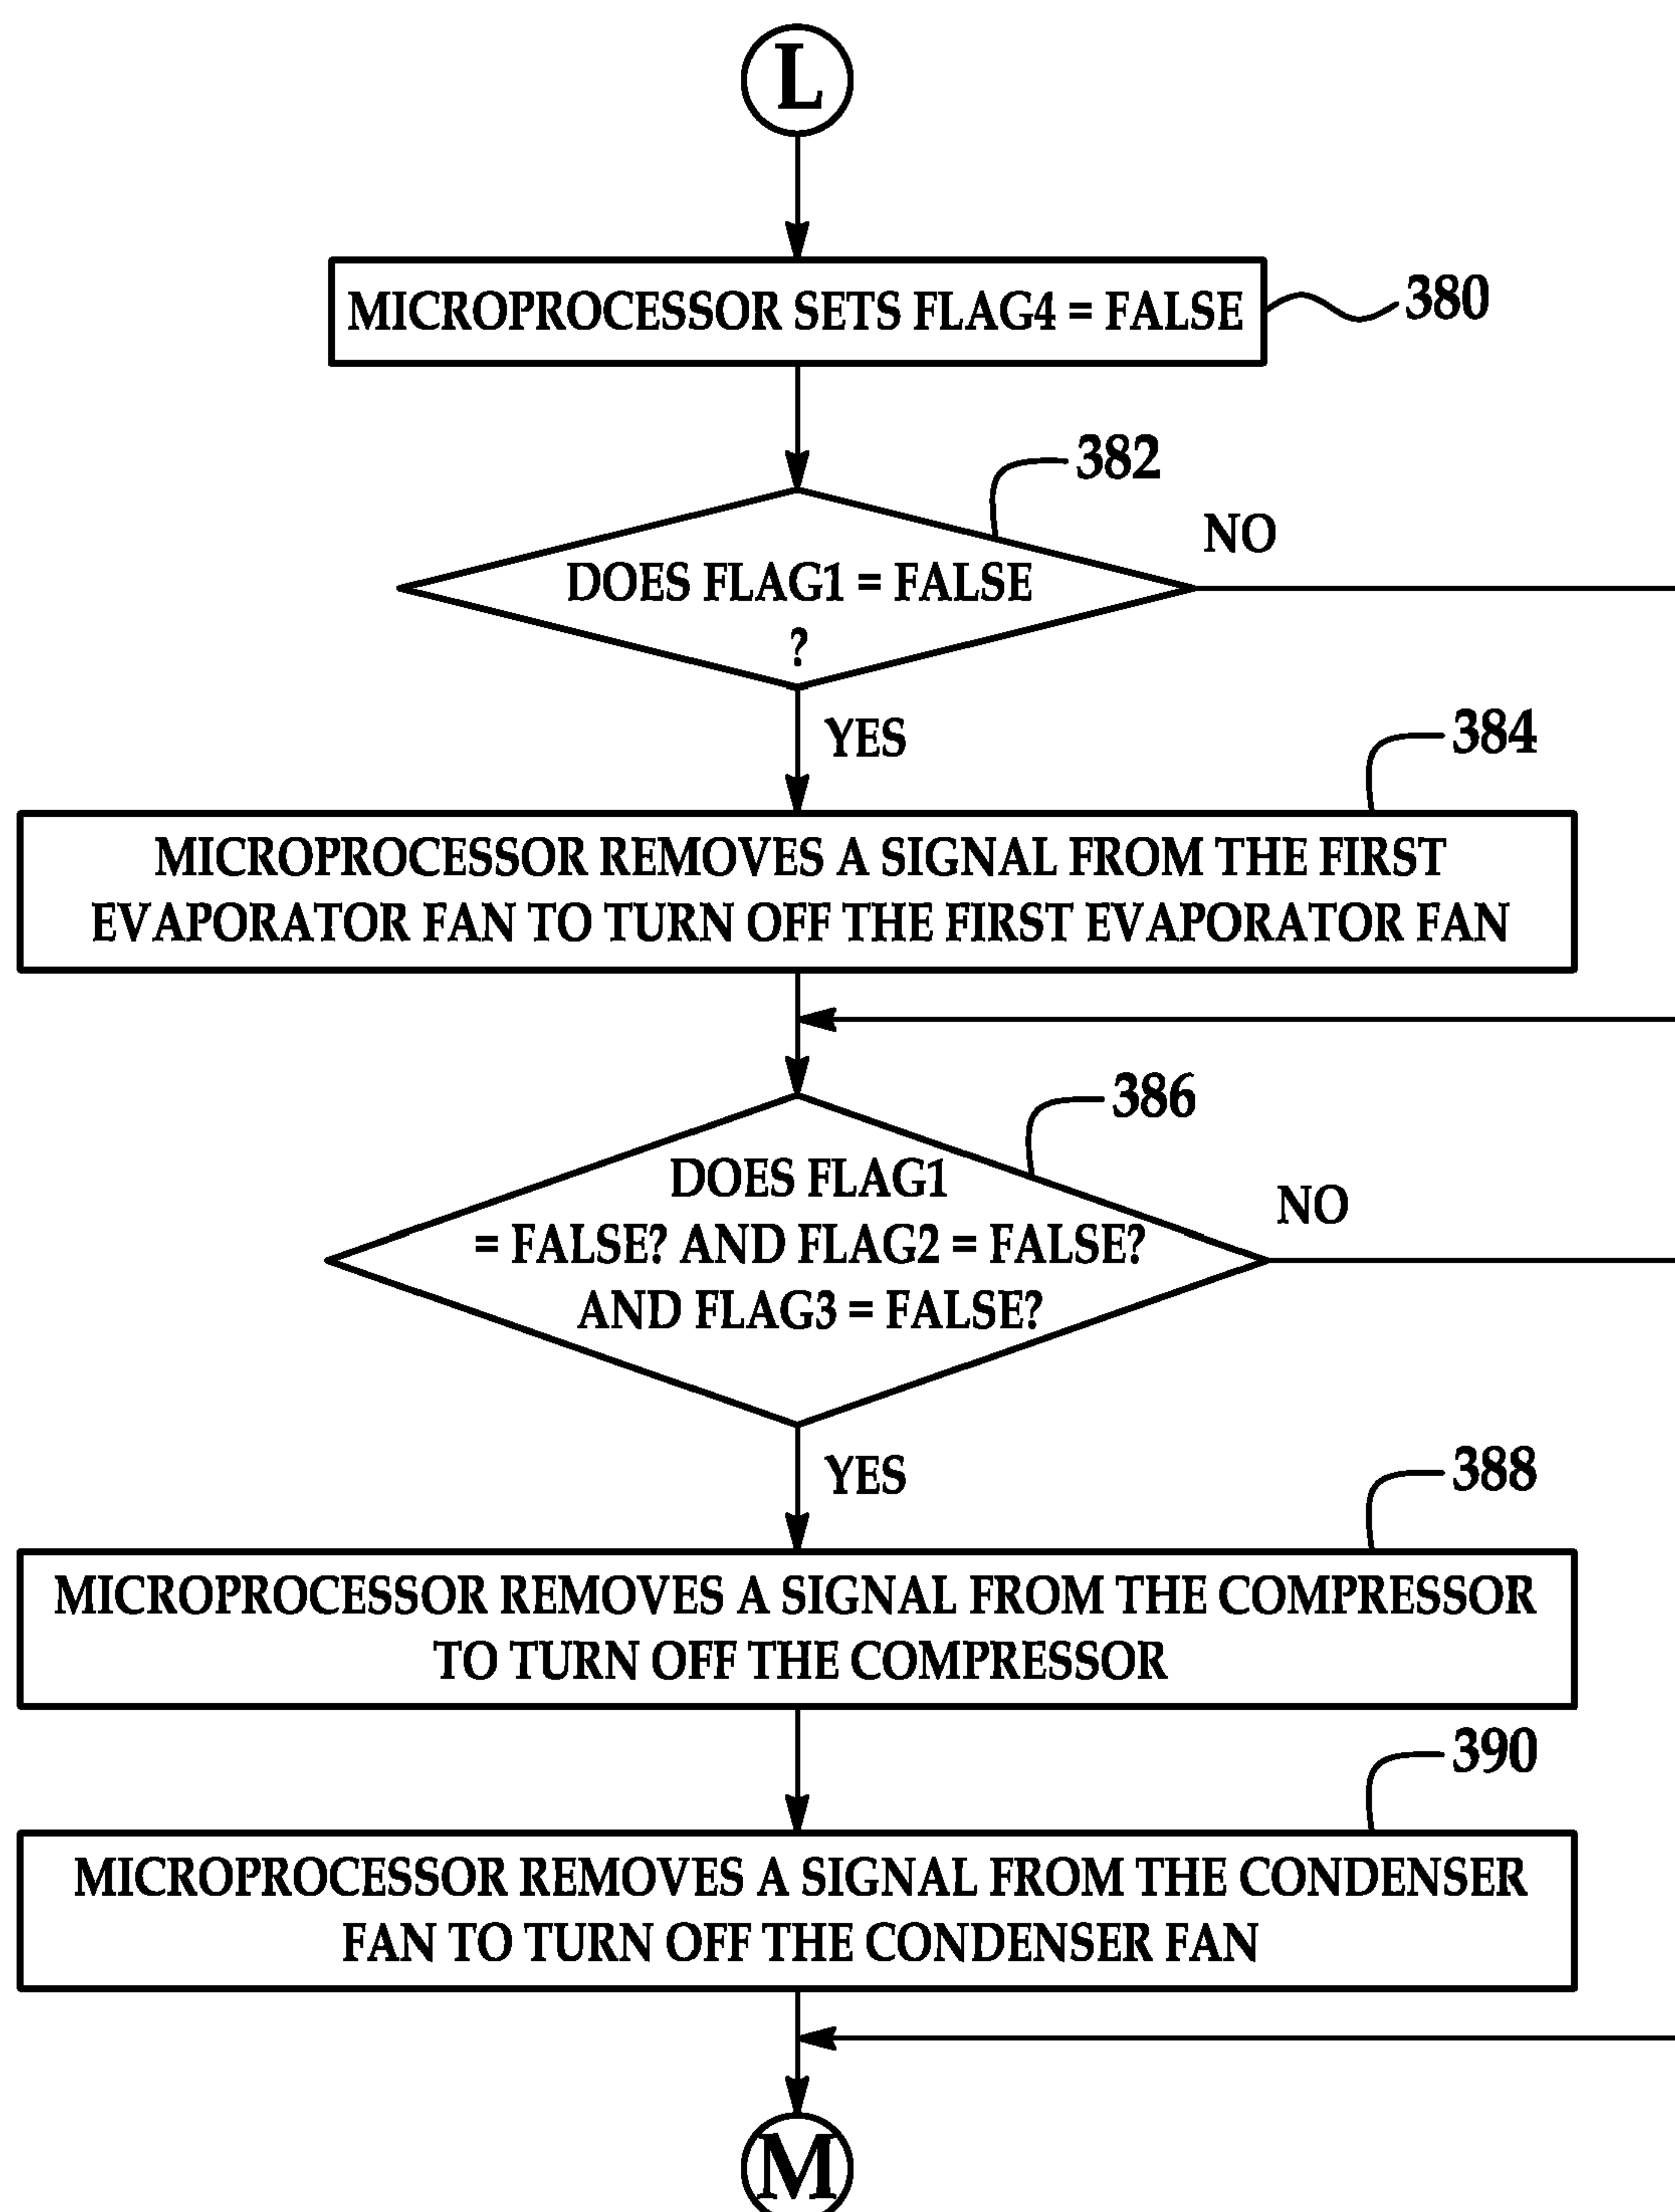 L
MICROPROCESSOR SETS FLAG4 = FALSE
380
382
NO
DOES FLAG1 = FALSE
?
YES
384
MICROPROCESSOR REMOVES A SIGNAL FROM THE FIRST
EVAPORATOR FAN TO TURN OFF THE FIRST EVAPORATOR FAN
386
DOES FLAG1
= FALSE? AND FLAG2 = FALSE?
AND FLAG3 = FALSE?
NO
YES
388
MICROPROCESSOR REMOVES A SIGNAL FROM THE COMPRESSOR
TO TURN OFF THE COMPRESSOR
390
MICROPROCESSOR REMOVES A SIGNAL FROM THE CONDENSER
FAN TO TURN OFF THE CONDENSER FAN
M